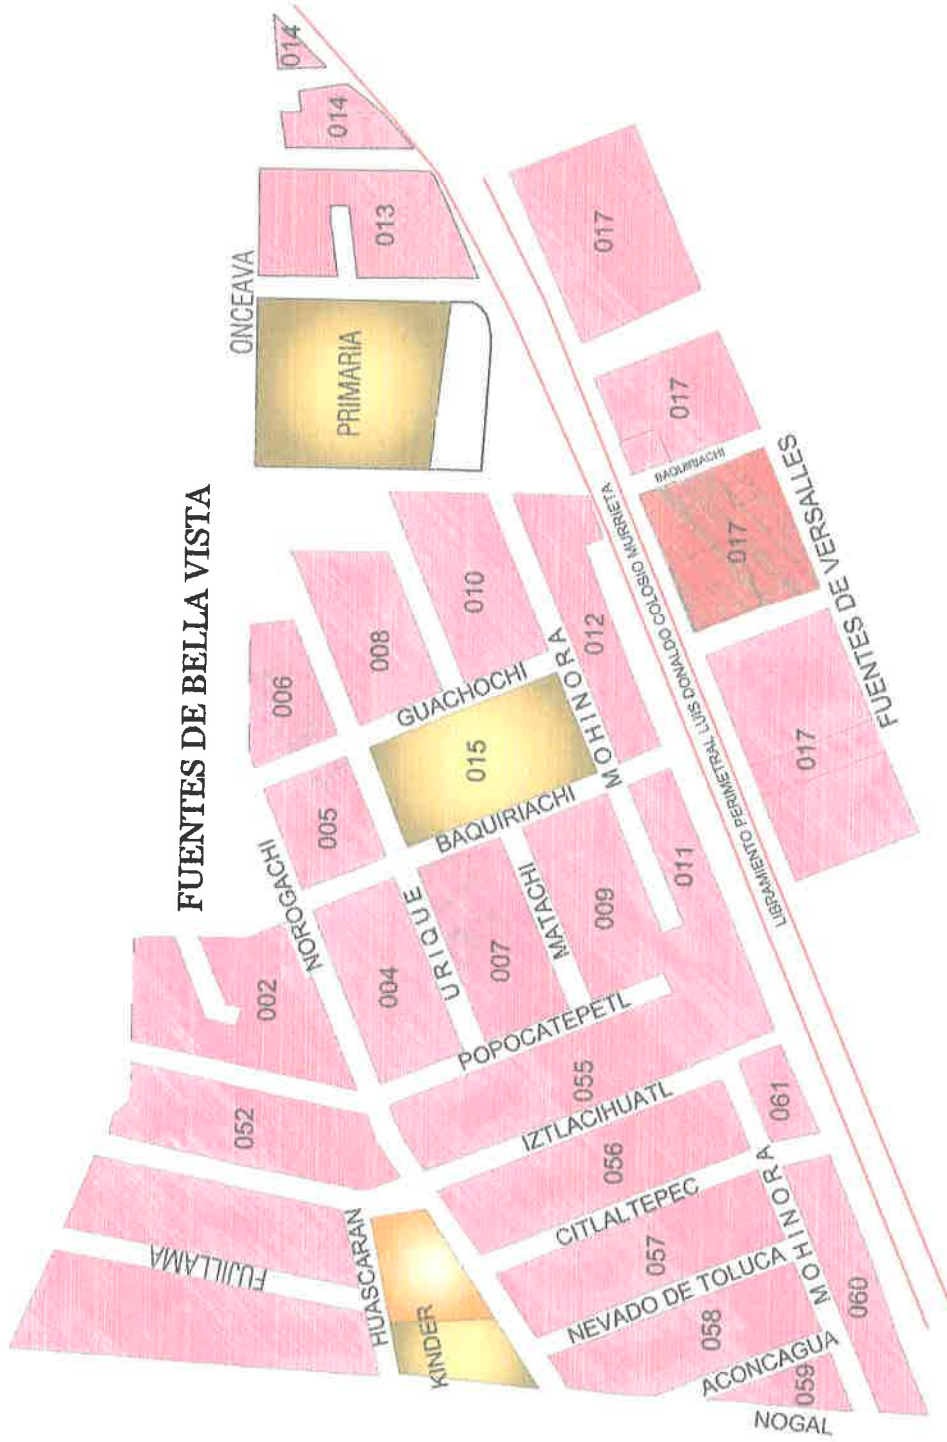 FUENTES DE BELLA VISTA
014
014
013
ONCEAVA
PRIMARIA
017
017
BAQUIRIACHI
017
FUENTES DE VERSALLES
017
LIBRAMIENTO PERIMETRAL LUIS DONALDO COLOSIO MURRIETA
006
008
010
012
GUACHOCHI
MOHINORA
015
BAQUIRIACHI
005
NOROGACHI
004
URIQUE
007
MATACHI
009
011
002
POPOCATEPETL
052
055
IZTLACIHUATL
056
061
CITLALTEPEC
057
MOHINORA
NEVADO DE TOLUCA
058
060
ACONCAGUA
059
NOGAL
FUJILLAMA
HUASCARAN
KINDER